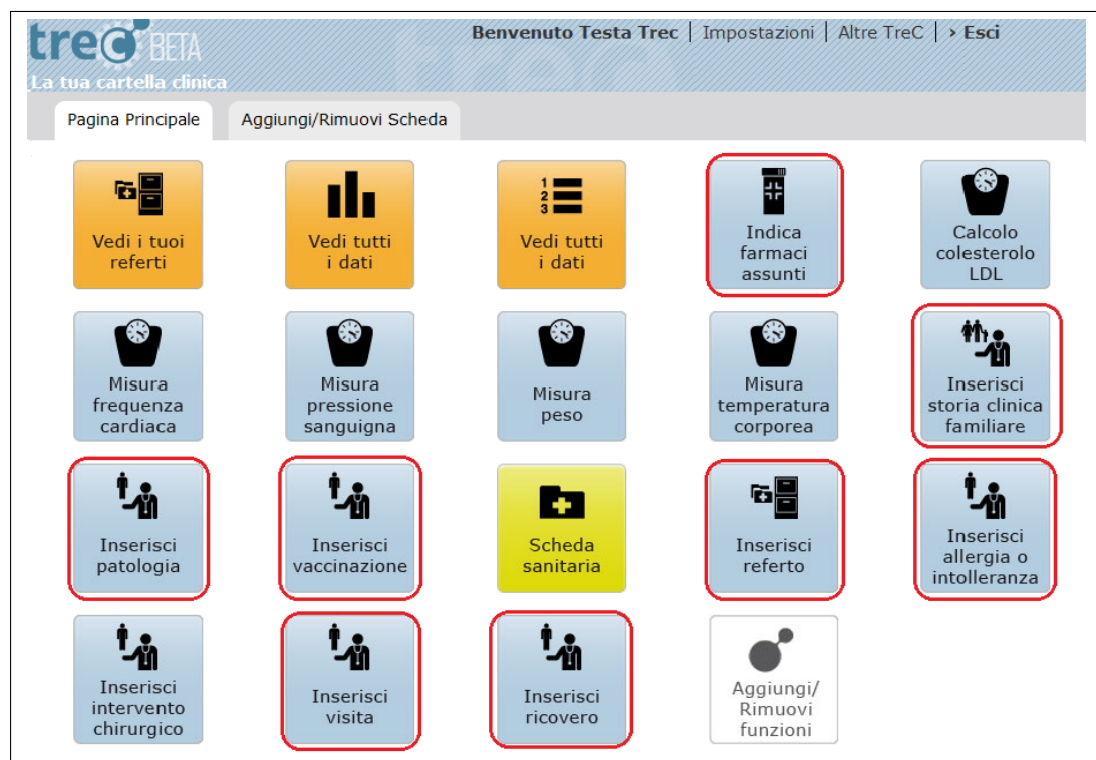 treC BETA
Benvenuto Testa Trec | Impostazioni | Altre TreC | › Esci
La tua cartella clinica
Pagina Principale
Aggiungi/Rimuovi Scheda
Vedi i tuoi
referti
Vedi tutti
i dati
1
2
3
Vedi tutti
i dati
Indica
farmaci
assunti
Calcolo
colesterolo
LDL
Misura
frequenza
cardiaca
Misura
pressione
sanguigna
Misura
peso
Misura
temperatura
corporea
Inserisci
storia clinica
familiare
Inserisci
patologia
Inserisci
vaccinazione
Scheda
sanitaria
Inserisci
referto
Inserisci
allergia o
intolleranza
Inserisci
intervento
chirurgico
Inserisci
visita
Inserisci
ricovero
Aggiungi/
Rimuovi
funzioni